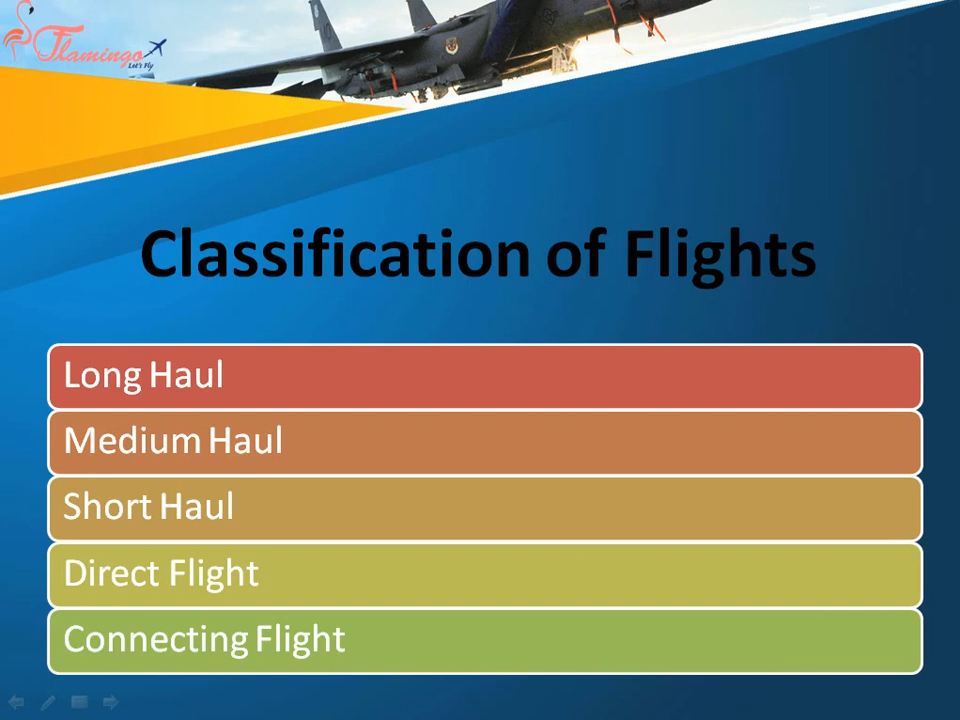 Flamingo
Let's Fly
Classification of Flights
Long Haul
Medium Haul
Short Haul
Direct Flight
Connecting Flight